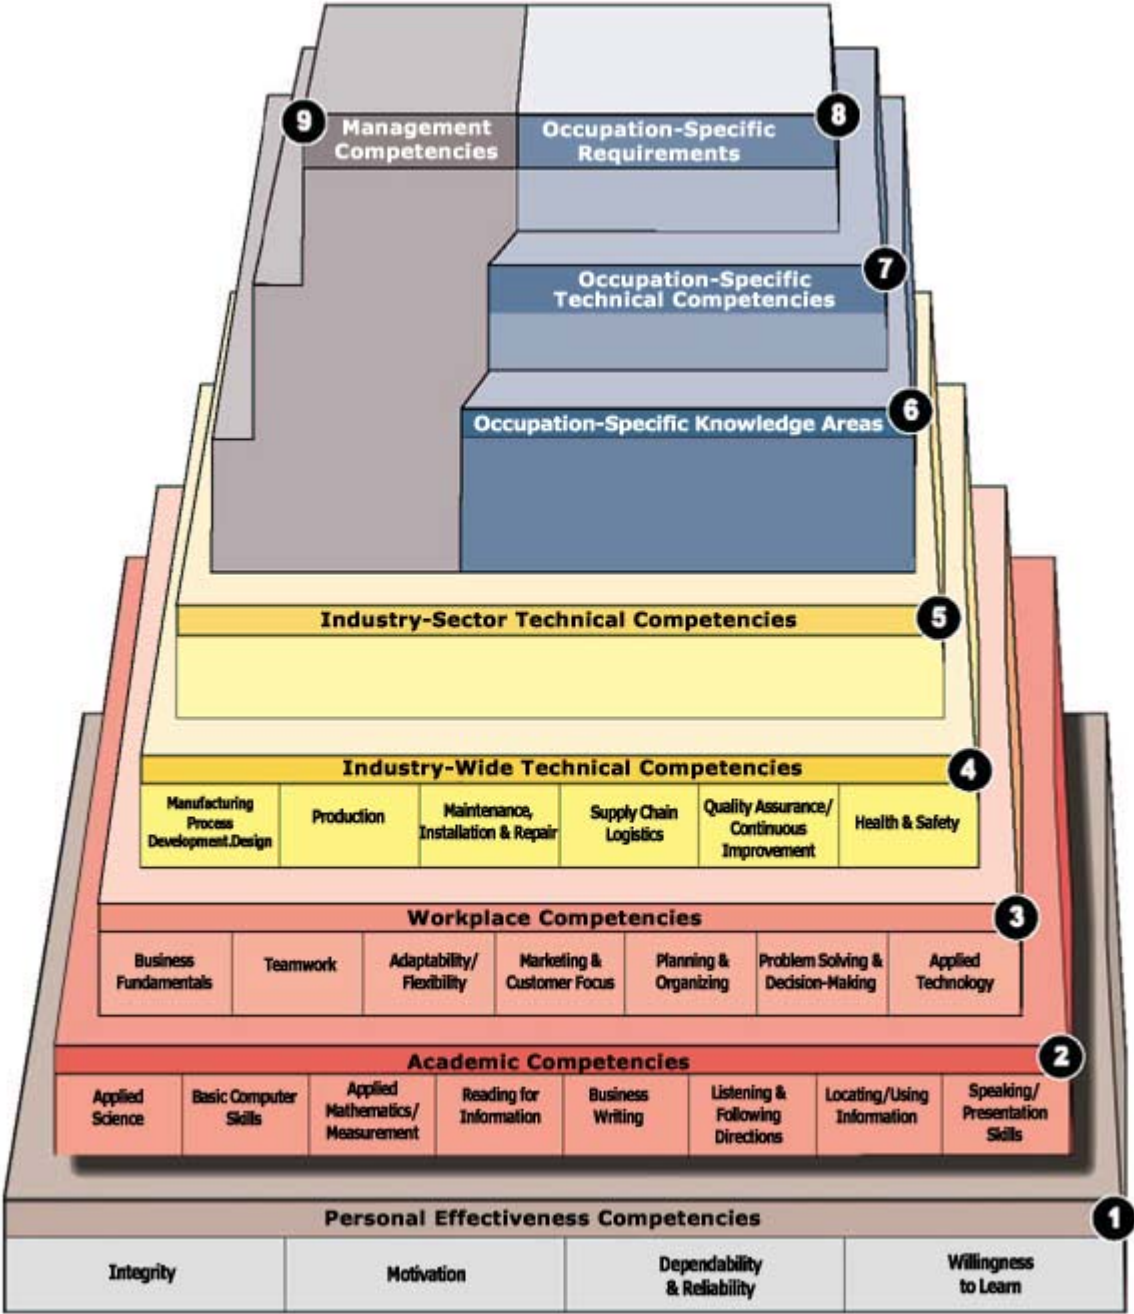 9
Management
Competencies
Occupation-Specific
Requirements
8
Occupation-Specific
Technical Competencies
7
Occupation-Specific Knowledge Areas
6
Industry-Sector Technical Competencies
5
Industry-Wide Technical Competencies
4
Manufacturing
Process
Development.Design
Production
Maintenance,
Installation & Repair
Supply Chain
Logistics
Quality Assurance/
Continuous
Improvement
Health & Safety
Workplace Competencies
3
Business
Fundamentals
Teamwork
Adaptability/
Flexibility
Marketing &
Customer Focus
Planning &
Organizing
Problem Solving &
Decision-Making
Applied
Technology
Academic Competencies
2
Applied
Science
Basic Computer
Skills
Applied
Mathematics/
Measurement
Reading for
Information
Business
Writing
Listening &
Following
Directions
Locating/Using
Information
Speaking/
Presentation
Skills
Personal Effectiveness Competencies
1
Integrity
Motivation
Dependability
& Reliability
Willingness
to Learn